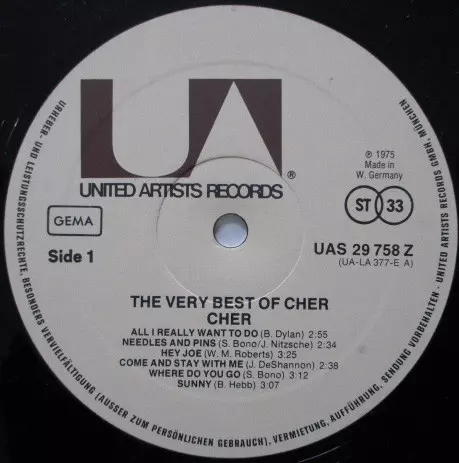 UA
®
UNITED ARTISTS RECORDS
℗ 1975
Made in
W. Germany
GEMA
ST 33
Side 1
UAS 29 758 Z
(UA-LA 377-E A)
THE VERY BEST OF CHER
CHER
ALL I REALLY WANT TO DO (B. Dylan) 2:55
NEEDLES AND PINS (S. Bono/J. Nitzsche) 2:34
HEY JOE (W. M. Roberts) 3:25
COME AND STAY WITH ME (J. DeShannon) 2:38
WHERE DO YOU GO (S. Bono) 3:12
SUNNY (B. Hebb) 3:07
URHEBER- UND LEISTUNGSSCHUTZRECHTE, BESONDERS VERVIELFÄLTIGUNG (AUSSER ZUM PERSÖNLICHEN GEBRAUCH), VERMIETUNG, AUFFÜHRUNG, SENDUNG VORBEHALTEN · UNITED ARTISTS RECORDS GMBH, MÜNCHEN